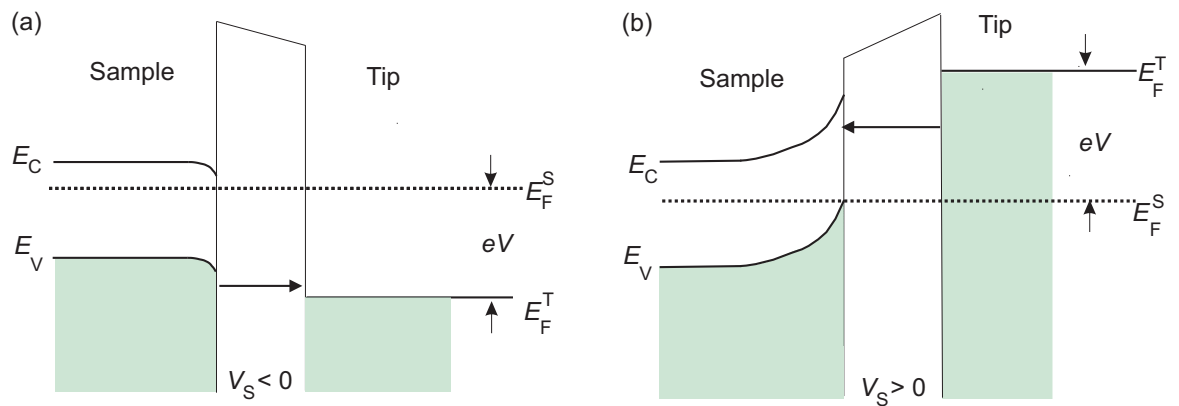 (a)
Sample
Tip
E_C
E_F^S
E_V
eV
E_F^T
V_S < 0
(b)
Tip
Sample
E_F^T
E_C
eV
E_F^S
E_V
V_S > 0